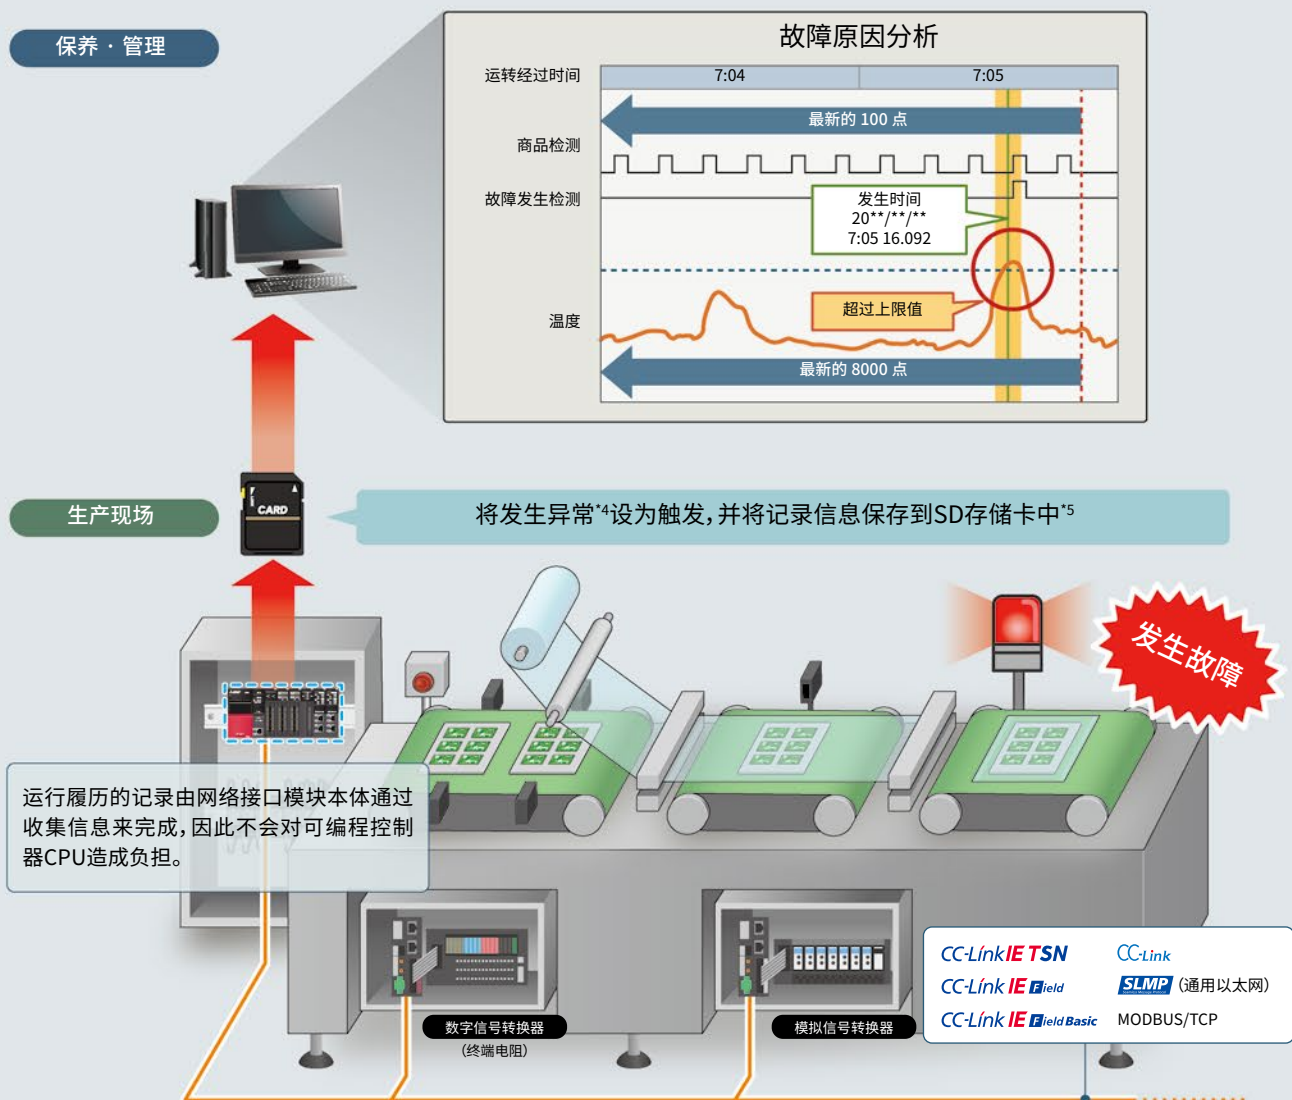 保养 · 管理
故障原因分析
运转经过时间
7:04
7:05
最新的 100 点
商品检测
故障发生检测
发生时间
20**/**/**
7:05 16.092
超过上限值
温度
最新的 8000 点
生产现场
CARD
将发生异常*4设为触发，并将记录信息保存到SD存储卡中*5
发生故障
运行履历的记录由网络接口模块本体通过
收集信息来完成，因此不会对可编程控制
器CPU造成负担。
数字信号转换器
（终端电阻）
模拟信号转换器
CC-Link IE TSN
CC-Link
CC-Link IE Field
SLMP（通用以太网）
CC-Link IE Field Basic
MODBUS/TCP